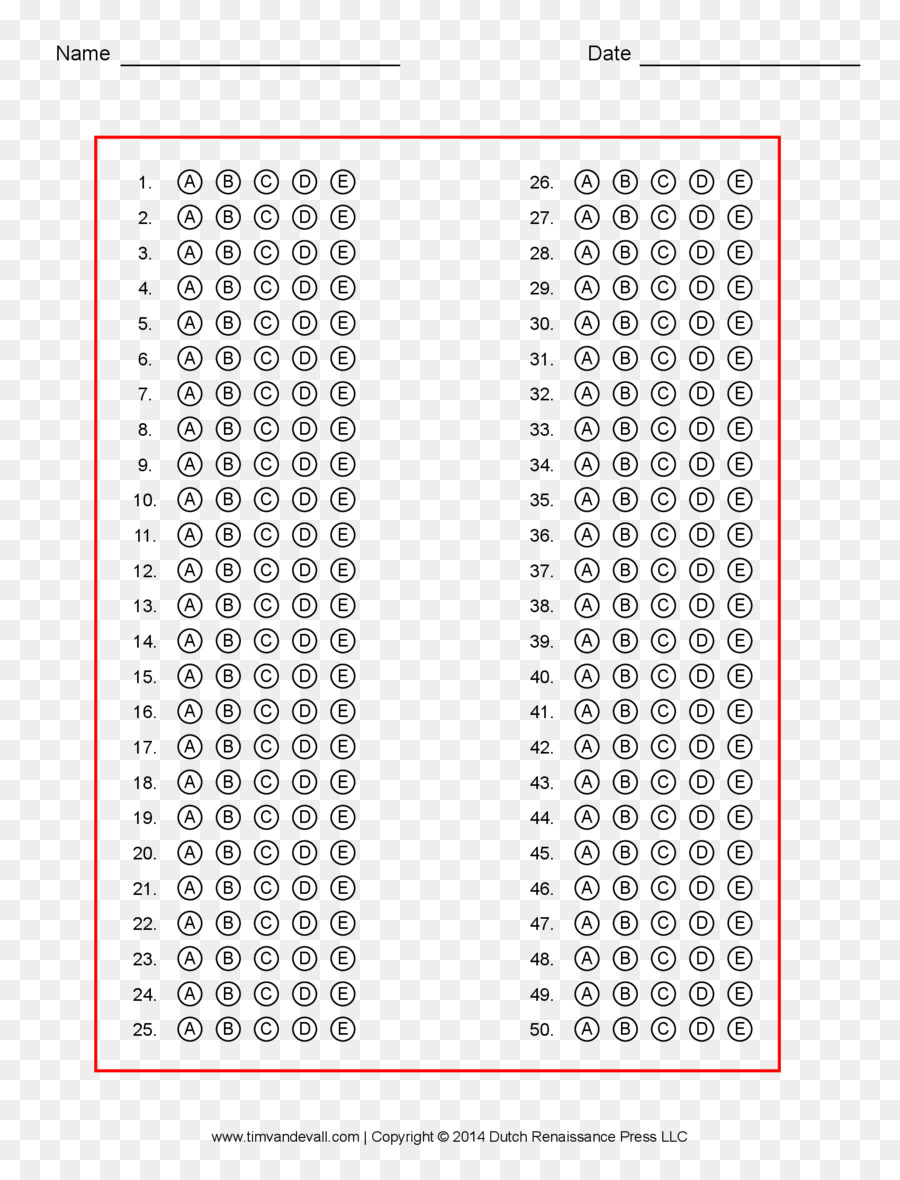 Name Date
1. A B C D E 26. A B C D E
2. A B C D E 27. A B C D E
3. A B C D E 28. A B C D E
4. A B C D E 29. A B C D E
5. A B C D E 30. A B C D E
6. A B C D E 31. A B C D E
7. A B C D E 32. A B C D E
8. A B C D E 33. A B C D E
9. A B C D E 34. A B C D E
10. A B C D E 35. A B C D E
11. A B C D E 36. A B C D E
12. A B C D E 37. A B C D E
13. A B C D E 38. A B C D E
14. A B C D E 39. A B C D E
15. A B C D E 40. A B C D E
16. A B C D E 41. A B C D E
17. A B C D E 42. A B C D E
18. A B C D E 43. A B C D E
19. A B C D E 44. A B C D E
20. A B C D E 45. A B C D E
21. A B C D E 46. A B C D E
22. A B C D E 47. A B C D E
23. A B C D E 48. A B C D E
24. A B C D E 49. A B C D E
25. A B C D E 50. A B C D E
www.timvandevall.com | Copyright © 2014 Dutch Renaissance Press LLC